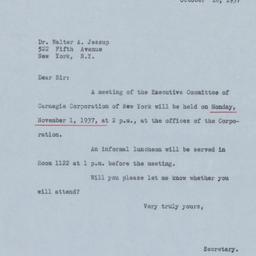 October 26, 1937
Dr. Walter A. Jessup
522 Fifth Avenue
New York, N.Y.
Dear Sir:
A meeting of the Executive Committee of
Carnegie Corporation of New York will be held on Monday,
November 1, 1937, at 2 p.m., at the offices of the Corpo-
ration.
An informal luncheon will be served in
Room 1122 at 1 p.m. before the meeting.
Will you please let me know whether you
will attend?
Very truly yours,
Secretary.